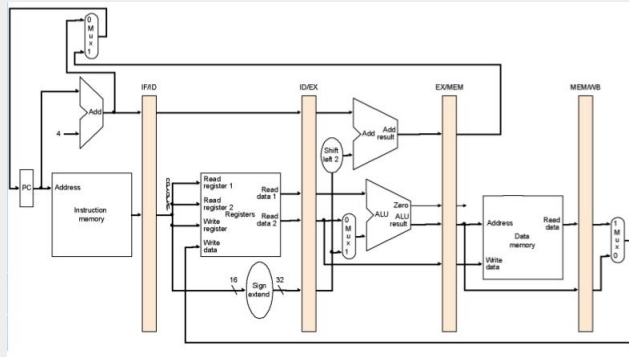 0
M
u
x
1
IF/ID
ID/EX
EX/MEM
MEM/WB
Add
4
Add
Add
result
Shift
left 2
PC
Address
Instruction
memory
Read
register 1
Read
register 2
Registers
Write
register
Write
data
Read
data 1
Read
data 2
0
M
u
x
1
Zero
ALU
ALU
result
Address
Data
memory
Read
data
Write
data
1
M
u
x
0
16
Sign
extend
32